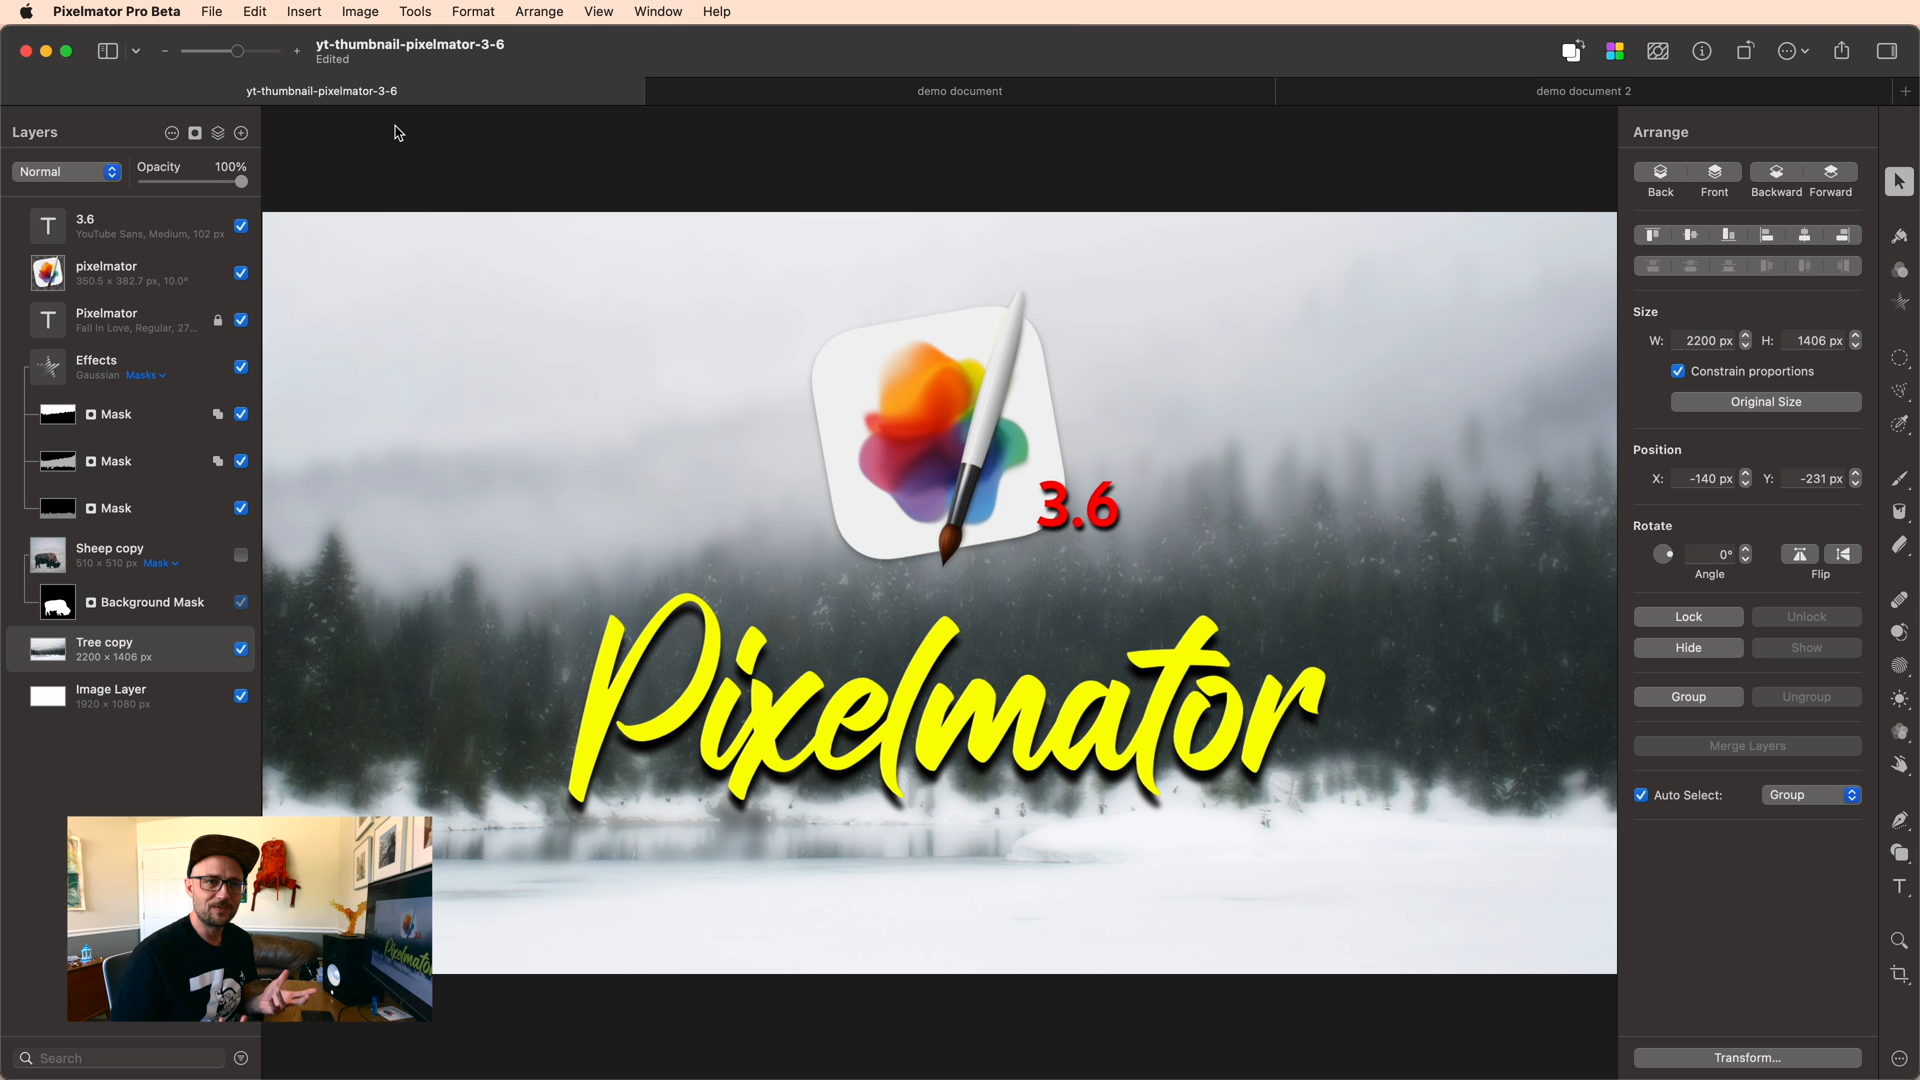 Pixelmator Pro Beta File Edit Insert Image Tools Format Arrange View Window Help
yt-thumbnail-pixelmator-3-6
Edited
yt-thumbnail-pixelmator-3-6 demo document demo document 2
Layers
Normal Opacity 100%
3.6
YouTube Sans, Medium, 102 px
pixelmator
350.5 × 382.7 px, 10.0°
Pixelmator
Fall In Love, Regular, 27...
Effects
Gaussian Masks
Mask
Mask
Mask
Sheep copy
510 × 510 px Mask
Background Mask
Tree copy
2200 × 1406 px
Image Layer
1920 × 1080 px
Search
3.6
Pixelmator
Arrange
Back Front Backward Forward
Size
W: 2200 px H: 1406 px
Constrain proportions
Original Size
Position
X: -140 px Y: -231 px
Rotate
0°
Angle Flip
Lock Unlock
Hide Show
Group Ungroup
Merge Layers
Auto Select: Group
Transform...